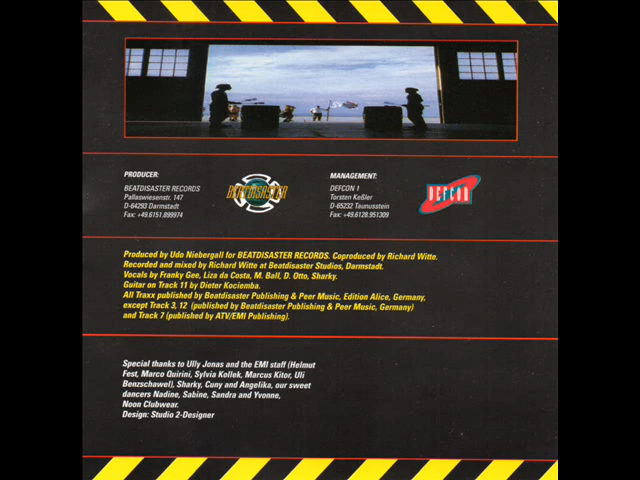 PRODUCER:
BEATDISASTER RECORDS
Pallaswiesenstr. 147
D-64293 Darmstadt
Fax: +49.6151.899974
BEATDISASTER
MANAGEMENT:
DEFCON 1
Torsten Keßler
D-65232 Taunusstein
Fax: +49.6128.951309
DEFCON
Produced by Udo Niebergall for BEATDISASTER RECORDS. Coproduced by Richard Witte.
Recorded and mixed by Richard Witte at Beatdisaster Studios, Darmstadt.
Vocals by Franky Gee, Liza da Costa, M. Ball, D. Otto, Sharky.
Guitar on Track 11 by Dieter Kociemba.
All Traxx published by Beatdisaster Publishing & Peer Music, Edition Alice, Germany,
except Track 3, 12 (published by Beatdisaster Publishing & Peer Music, Germany)
and Track 7 (published by ATV/EMI Publishing).
Special thanks to Ully Jonas and the EMI staff (Helmut
Fest, Marco Quirini, Sylvia Kollek, Marcus Kitor, Uli
Benzschawel), Sharky, Cuny and Angelika, our sweet
dancers Nadine, Sabine, Sandra and Yvonne,
Noon Clubwear.
Design: Studio 2-Designer